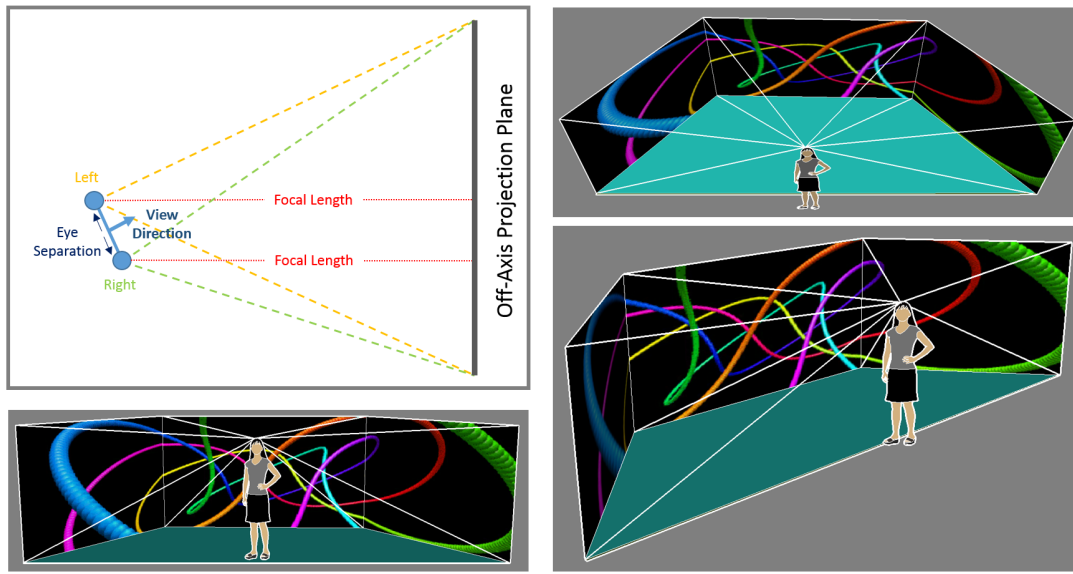 Left
Focal Length
View
Direction
Eye
Separation
Focal Length
Right
Off-Axis Projection Plane